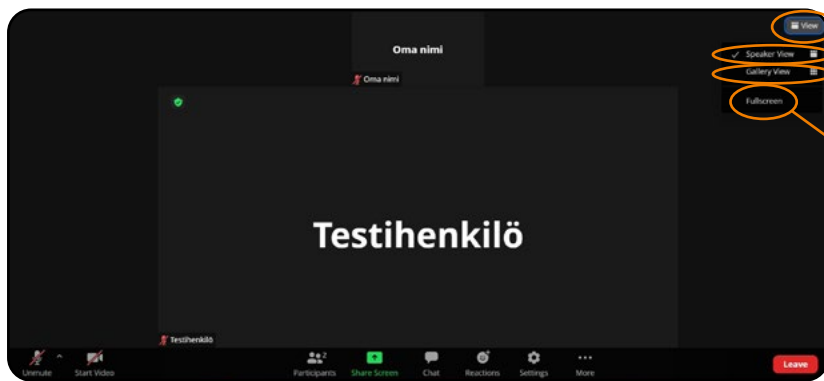 View
Oma nimi
Speaker View
Gallery View
Oma nimi
Fullscreen
Testihenkilö
Testihenkilö
Unmute
Start Video
Participants 2
Share Screen
Chat
Reactions
Settings
More
Leave